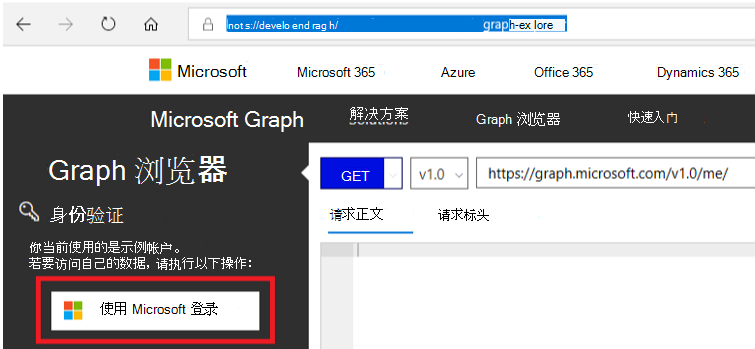 not s://develo end rag h/ graph-ex lore
Microsoft Microsoft 365 Azure Office 365 Dynamics 365
Microsoft Graph 解决方案 Graph 浏览器 快速入门
Graph 浏览器
GET v1.0 https://graph.microsoft.com/v1.0/me/
身份验证
请求正文 请求标头
你当前使用的是示例帐户。
若要访问自己的数据，请执行以下操作：
使用 Microsoft 登录